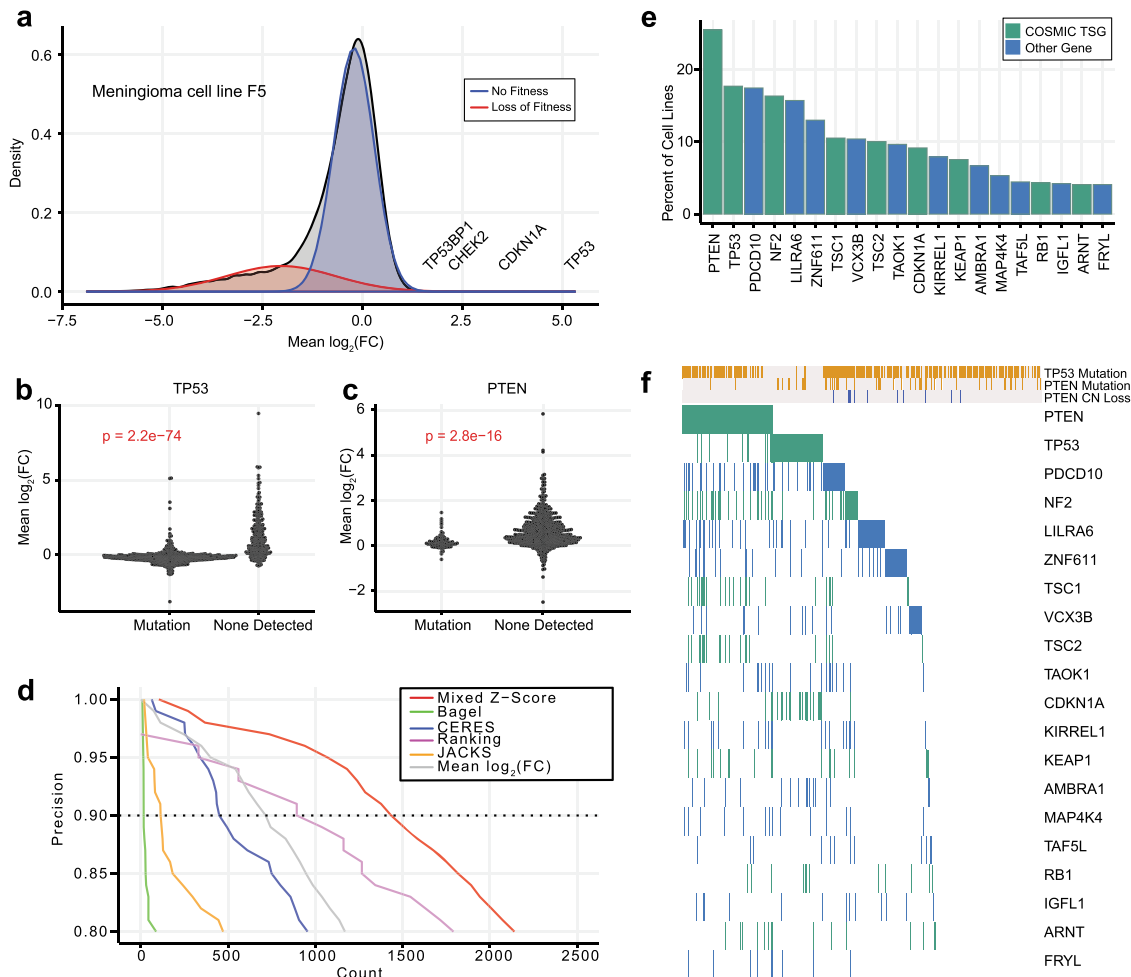 a
0.6
0.4
0.2
0.0
Density
Meningioma cell line F5
No Fitness
Loss of Fitness
TP53BP1
CHEK2
CDKN1A
TP53
−7.5
−5.0
−2.5
0.0
2.5
5.0
Mean log2(FC)
b
TP53
10
5
0
Mean log2(FC)
p = 2.2e−74
Mutation
None Detected
c
PTEN
6
4
2
0
−2
Mean log2(FC)
p = 2.8e−16
Mutation
None Detected
d
1.00
0.95
0.90
0.85
0.80
Precision
Mixed Z−Score
Bagel
CERES
Ranking
JACKS
Mean log2(FC)
0
500
1000
1500
2000
2500
Count
e
COSMIC TSG
Other Gene
20
10
0
Percent of Cell Lines
PTEN
TP53
PDCD10
NF2
LILRA6
ZNF611
TSC1
VCX3B
TSC2
TAOK1
CDKN1A
KIRREL1
KEAP1
AMBRA1
MAP4K4
TAF5L
RB1
IGFL1
ARNT
FRYL
f
TP53 Mutation
PTEN Mutation
PTEN CN Loss
PTEN
TP53
PDCD10
NF2
LILRA6
ZNF611
TSC1
VCX3B
TSC2
TAOK1
CDKN1A
KIRREL1
KEAP1
AMBRA1
MAP4K4
TAF5L
RB1
IGFL1
ARNT
FRYL